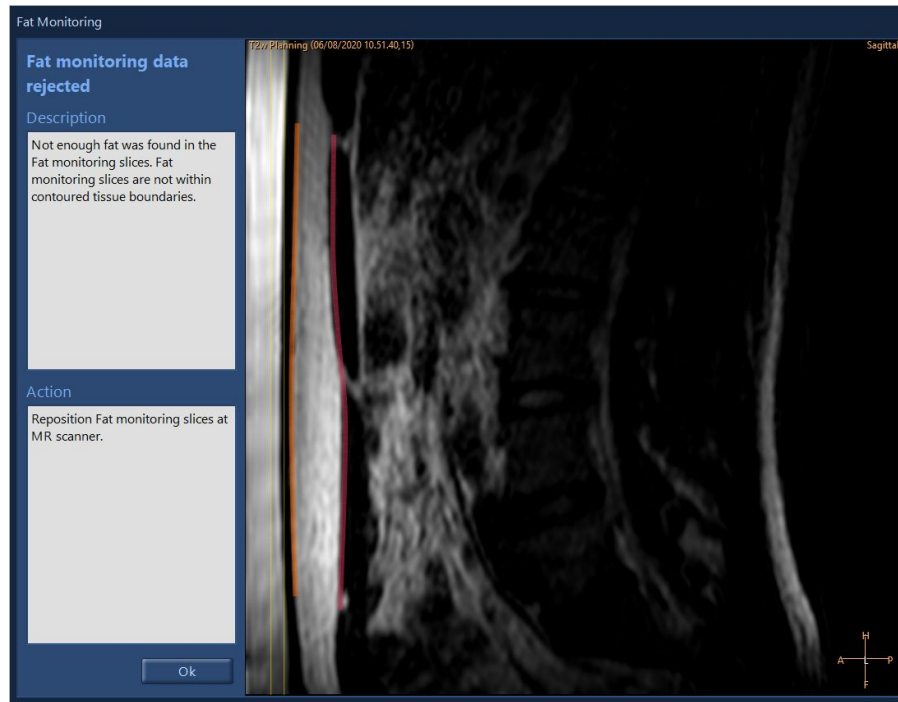 Fat Monitoring
Fat monitoring data
rejected
Description
Not enough fat was found in the
Fat monitoring slices. Fat
monitoring slices are not within
contoured tissue boundaries.
Action
Reposition Fat monitoring slices at
MR scanner.
Ok
T2w Planning (06/08/2020 10.51.40,15)
Sagittal
H
A L P
F